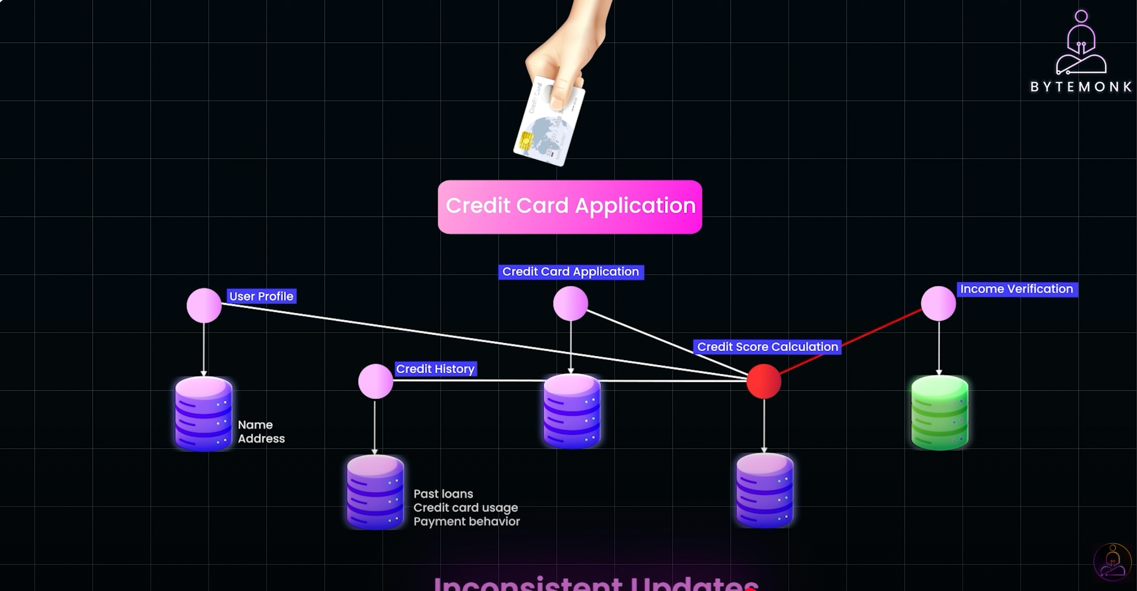 BYTEMONK
Credit Card Application
Credit Card Application
User Profile
Income Verification
Credit Score Calculation
Credit History
Name
Address
Past loans
Credit card usage
Payment behavior
Inconsistent Updates